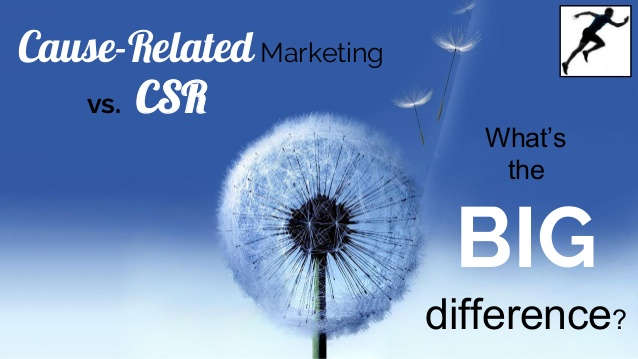 Cause-Related Marketing
vs. CSR
What's
the
BIG
difference?